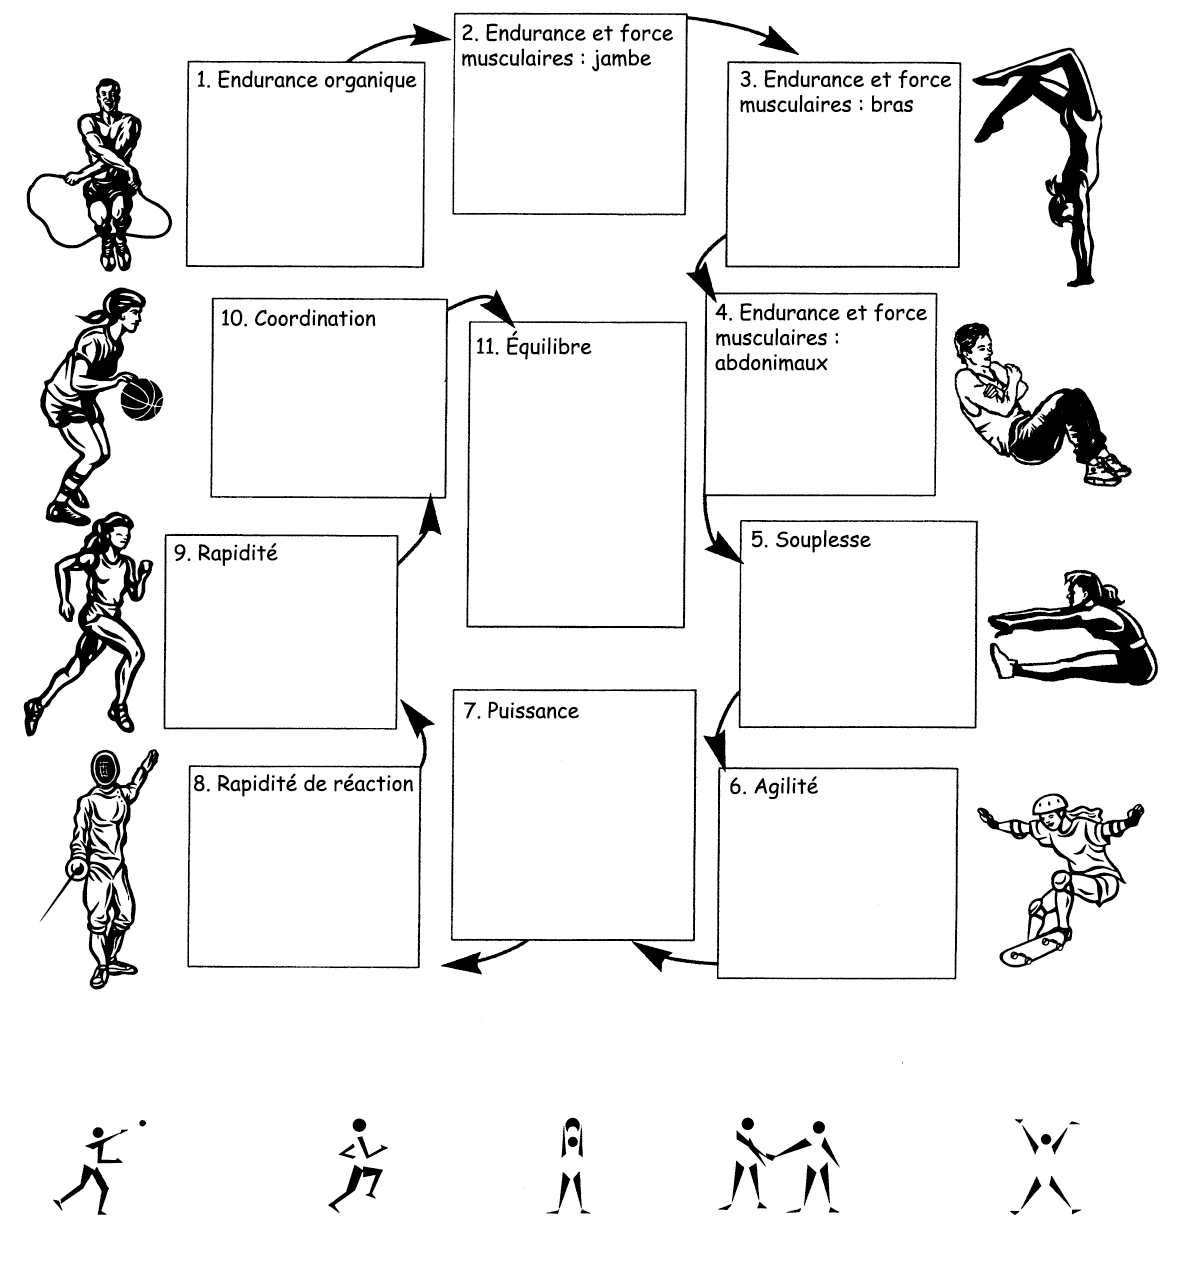 1. Endurance organique
2. Endurance et force
musculaires : jambe
3. Endurance et force
musculaires : bras
4. Endurance et force
musculaires :
abdonimaux
5. Souplesse
6. Agilité
7. Puissance
8. Rapidité de réaction
9. Rapidité
10. Coordination
11. Équilibre